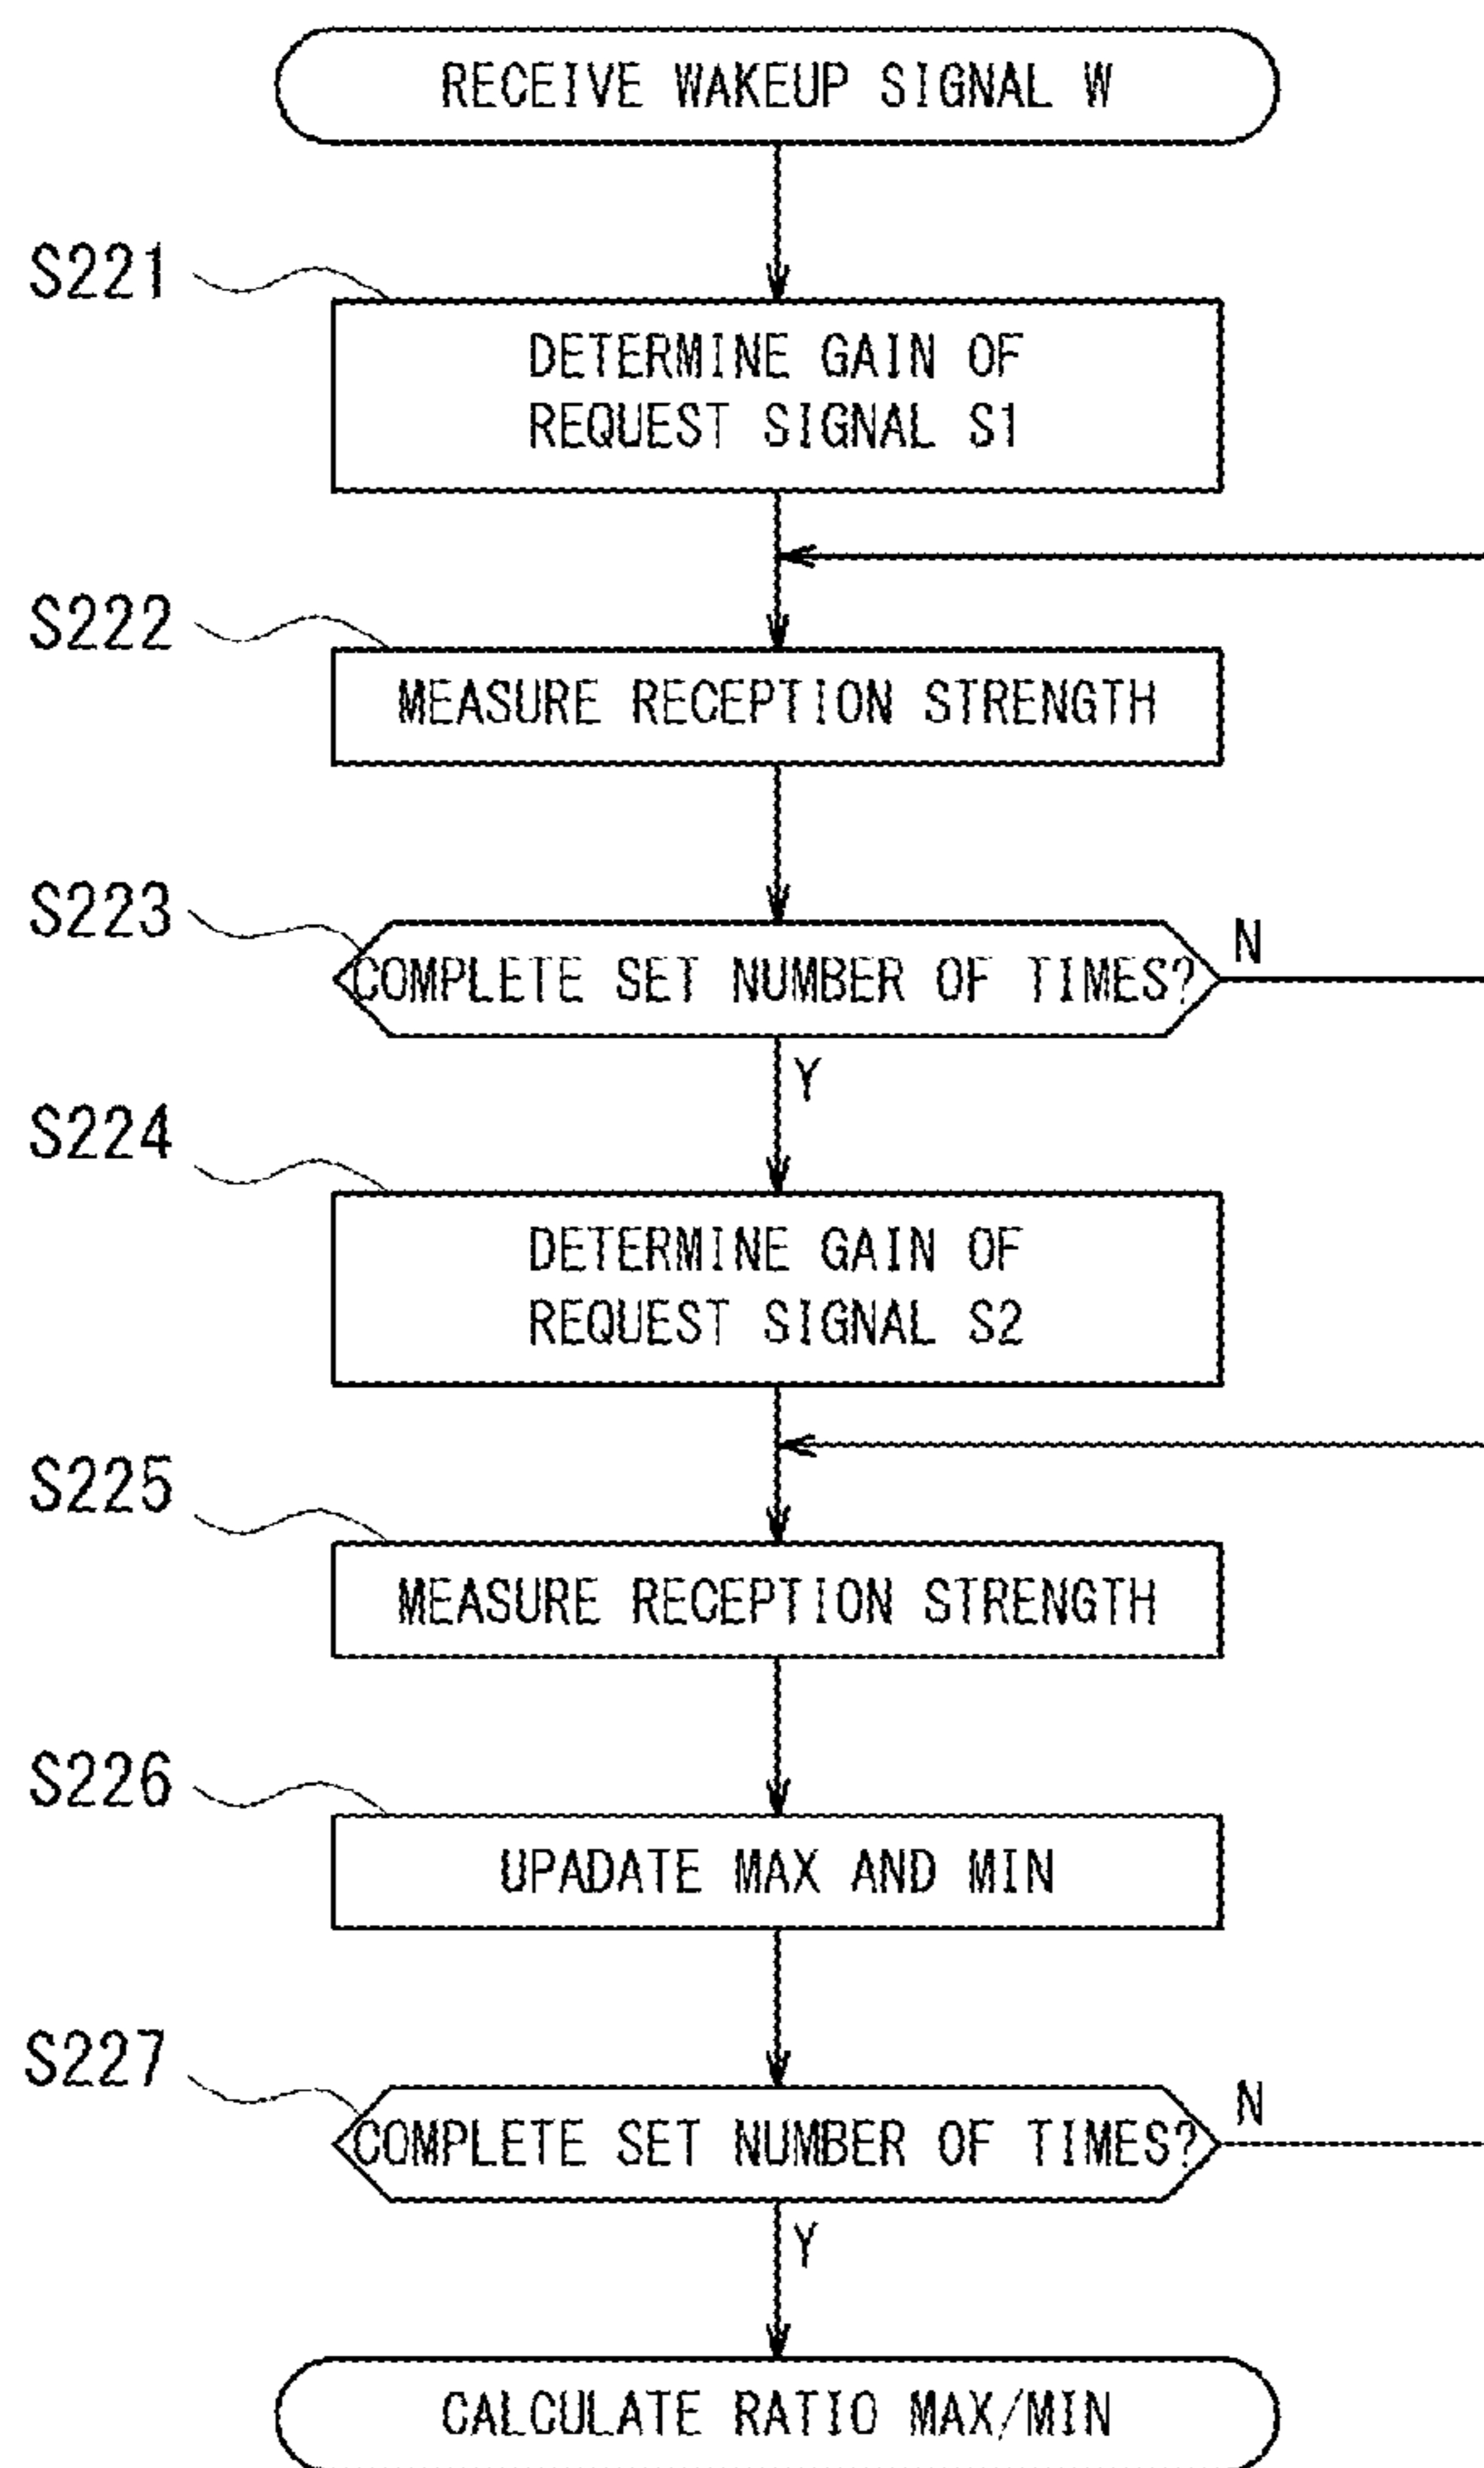 RECEIVE WAKEUP SIGNAL W
S221
DETERMINE GAIN OF
REQUEST SIGNAL S1
S222
MEASURE RECEPTION STRENGTH
S223
COMPLETE SET NUMBER OF TIMES?
N
Y
S224
DETERMINE GAIN OF
REQUEST SIGNAL S2
S225
MEASURE RECEPTION STRENGTH
S226
UPADATE MAX AND MIN
S227
COMPLETE SET NUMBER OF TIMES?
N
Y
CALCULATE RATIO MAX/MIN